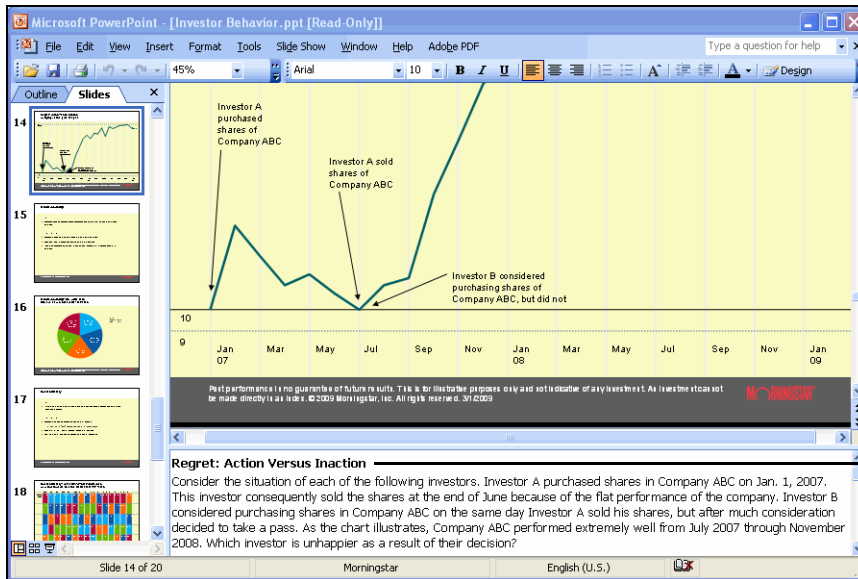 Microsoft PowerPoint - [Investor Behavior.ppt [Read-Only]]
File Edit View Insert Format Tools Slide Show Window Help Adobe PDF
Type a question for help
45% Arial 10 B I U A A Design
Outline Slides
14
15
16
17
18
Investor A
purchased
shares of
Company ABC
Investor A sold
shares of
Company ABC
Investor B considered
purchasing shares of
Company ABC, but did not
10
9
Jan Mar May Jul Sep Nov Jan Mar May Jul Sep Nov Jan
07 08 09
Past performance is no guarantee of future results. This is for illustrative purposes only and not indicative of any investment. An investment cannot
be made directly in an index. © 2009 Morningstar, Inc. All rights reserved. 3/1/2009
MORNINGSTAR
Regret: Action Versus Inaction
Consider the situation of each of the following investors. Investor A purchased shares in Company ABC on Jan. 1, 2007.
This investor consequently sold the shares at the end of June because of the flat performance of the company. Investor B
considered purchasing shares in Company ABC on the same day Investor A sold his shares, but after much consideration
decided to take a pass. As the chart illustrates, Company ABC performed extremely well from July 2007 through November
2008. Which investor is unhappier as a result of their decision?
Slide 14 of 20 Morningstar English (U.S.)